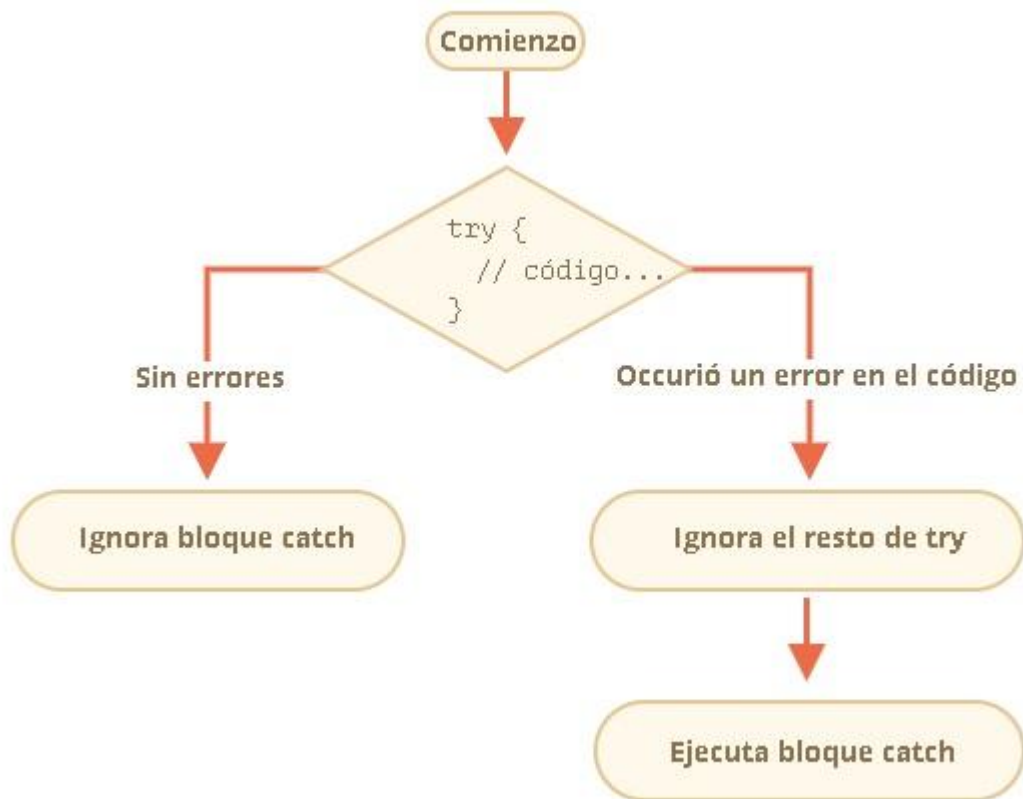 Comienzo
try {
// código...
}
Sin errores
Occurió un error en el código
Ignora bloque catch
Ignora el resto de try
Ejecuta bloque catch